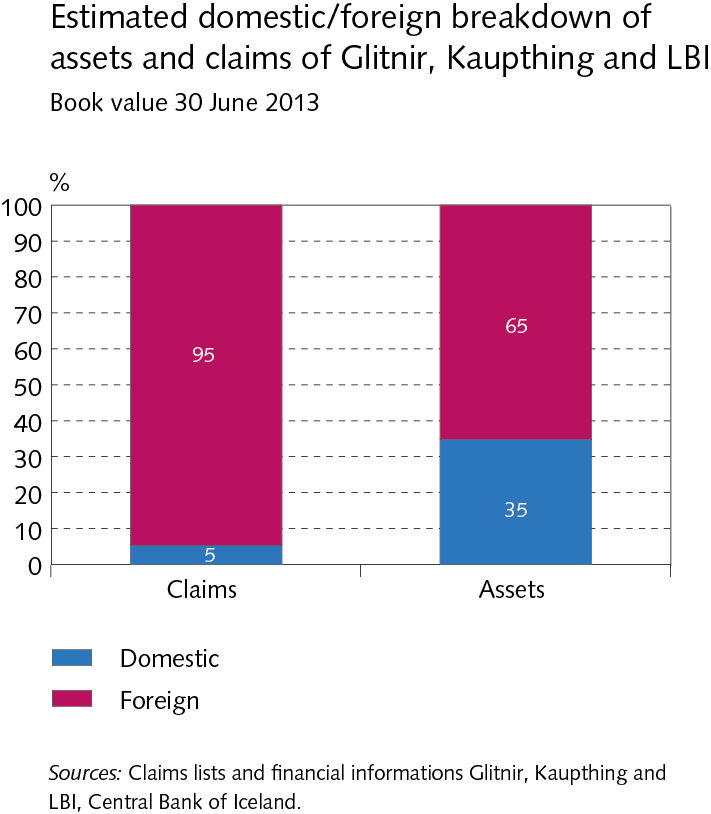 Estimated domestic/foreign breakdown of
assets and claims of Glitnir, Kaupthing and LBI
Book value 30 June 2013
%
100
90
80
70
60
50
40
30
20
10
0
95
5
65
35
Claims
Assets
Domestic
Foreign
Sources: Claims lists and financial informations Glitnir, Kaupthing and
LBI, Central Bank of Iceland.